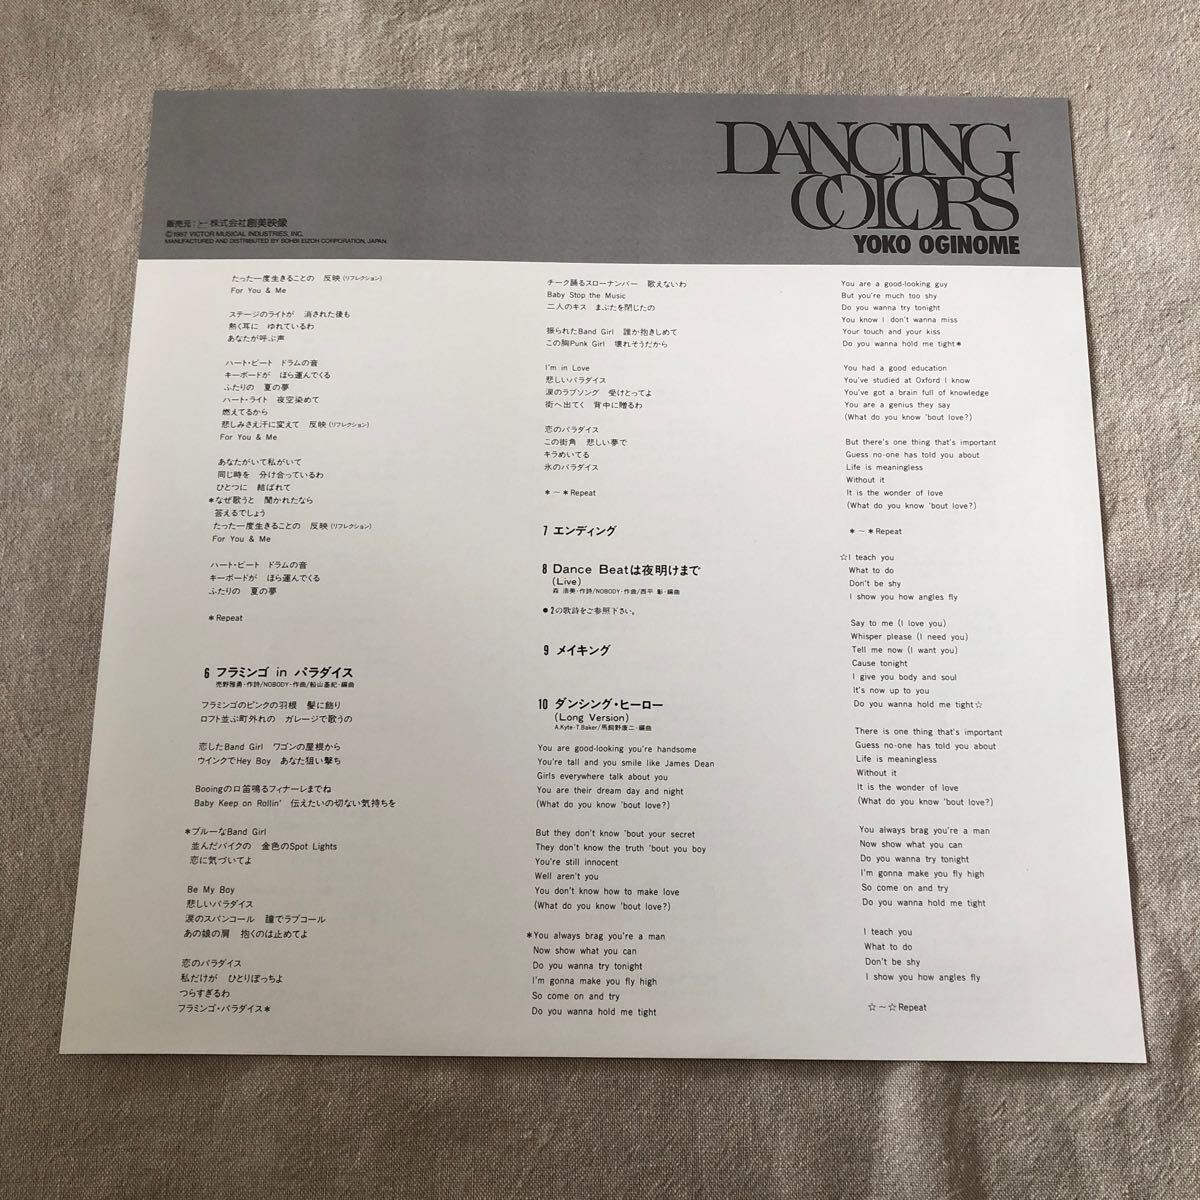 DANCING
COLORS
YOKO OGINOME
販売元: 株式会社創美映像
Ⓒ1987 VICTOR MUSICAL INDUSTRIES, INC.
MANUFACTURED AND DISTRIBUTED BY SOHBI EIZOH CORPORATION, JAPAN.
たった一度生きることの 反映(リフレクション)
For You & Me
ステージのライトが 消された後も
熱く耳に ゆれているわ
あなたが呼ぶ声
ハート・ビート ドラムの音
キーボードが ほら運んでくる
ふたりの 夏の夢
ハート・ライト 夜空染めて
燃えてるから
悲しみさえ汗に変えて 反映(リフレクション)
For You & Me
あなたがいて私がいて
同じ時を 分け合っているわ
ひとつに 結ばれて
*なぜ歌うと 聞かれたなら
答えるでしょう
たった一度生きることの 反映(リフレクション)
For You & Me
ハート・ビート ドラムの音
キーボードが ほら運んでくる
ふたりの 夏の夢
*Repeat
6 フラミンゴ in パラダイス
売野雅勇・作詩/NOBODY・作曲/船山基紀・編曲
フラミンゴのピンクの羽根 髪に飾り
ロフト並ぶ町外れの ガレージで歌うの
恋したBand Girl ワゴンの屋根から
ウインクでHey Boy あなた狙い撃ち
Booingの口笛鳴るフィナーレまでね
Baby Keep on Rollin' 伝えたいの切ない気持ちを
*ブルーなBand Girl
並んだバイクの 金色のSpot Lights
恋に気づいてよ
Be My Boy
悲しいパラダイス
涙のスパンコール 瞳でラブコール
あの娘の肩 抱くのは止めてよ
恋のパラダイス
私だけが ひとりぼっちよ
つらすぎるわ
フラミンゴ・パラダイス*
チーク踊るスローナンバー 歌えないわ
Baby Stop the Music
二人のキス まぶたを閉じたの
振られたBand Girl 誰か抱きしめて
この胸Punk Girl 壊れそうだから
I'm in Love
悲しいパラダイス
涙のラブソング 受けとってよ
街へ出てく 背中に贈るわ
恋のパラダイス
この街角 悲しい夢で
キラめいてる
氷のパラダイス
*〜*Repeat
7 エンディング
8 Dance Beatは夜明けまで
(Live)
森 浩美・作詩/NOBODY・作曲/西平 彰・編曲
●2の歌詩をご参照下さい。
9 メイキング
10 ダンシング・ヒーロー
(Long Version)
A.Kyte-T.Baker/馬飼野康二・編曲
You are good-looking you're handsome
You're tall and you smile like James Dean
Girls everywhere talk about you
You are their dream day and night
(What do you know 'bout love?)
But they don't know 'bout your secret
They don't know the truth 'bout you boy
You're still innocent
Well aren't you
You don't know how to make love
(What do you know 'bout love?)
*You always brag you're a man
Now show what you can
Do you wanna try tonight
I'm gonna make you fly high
So come on and try
Do you wanna hold me tight
You are a good-looking guy
But you're much too shy
Do you wanna try tonight
You know I don't wanna miss
Your touch and your kiss
Do you wanna hold me tight*
You had a good education
You've studied at Oxford I know
You've got a brain full of knowledge
You are a genius they say
(What do you know 'bout love?)
But there's one thing that's important
Guess no-one has told you about
Life is meaningless
Without it
It is the wonder of love
(What do you know 'bout love?)
*〜*Repeat
☆I teach you
What to do
Don't be shy
I show you how angles fly
Say to me (I love you)
Whisper please (I need you)
Tell me now (I want you)
Cause tonight
I give you body and soul
It's now up to you
Do you wanna hold me tight☆
There is one thing that's important
Guess no-one has told you about
Life is meaningless
Without it
It is the wonder of love
(What do you know 'bout love?)
You always brag you're a man
Now show what you can
Do you wanna try tonight
I'm gonna make you fly high
So come on and try
Do you wanna hold me tight
I teach you
What to do
Don't be shy
I show you how angles fly
☆〜☆Repeat